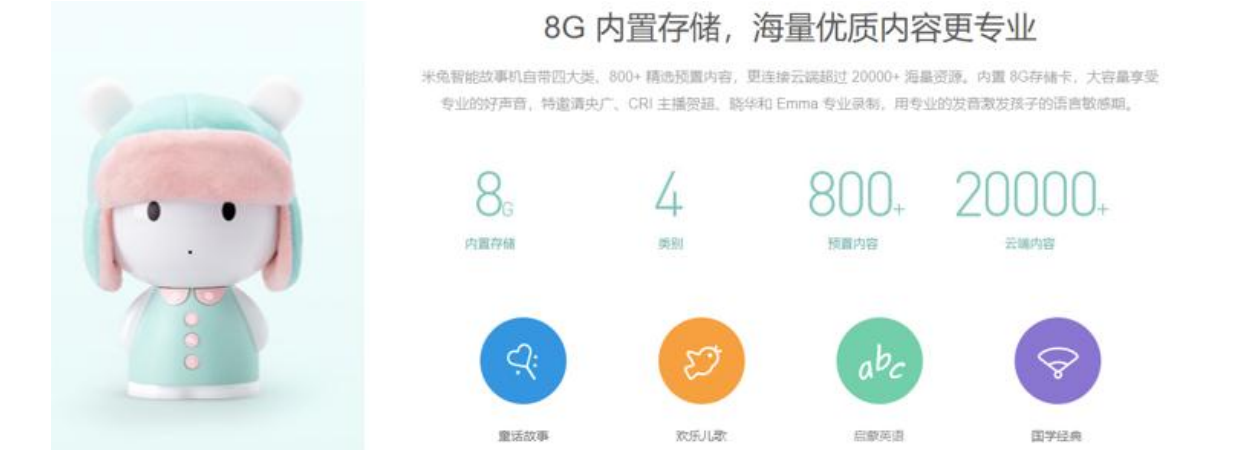 8G 内置存储，海量优质内容更专业
米兔智能故事机自带四大类、800+ 精选预置内容，更连接云端超过 20000+ 海量资源。内置 8G存储卡、大容量享受
专业的好声音，特邀请央广、CRI 主播贺超、晓华和 Emma 专业录制，用专业的发音激发孩子的语言敏感期。
8G 4 800+ 20000+
内置存储 类别 预置内容 云端内容
abc
童话故事 欢乐儿歌 启蒙英语 国学经典